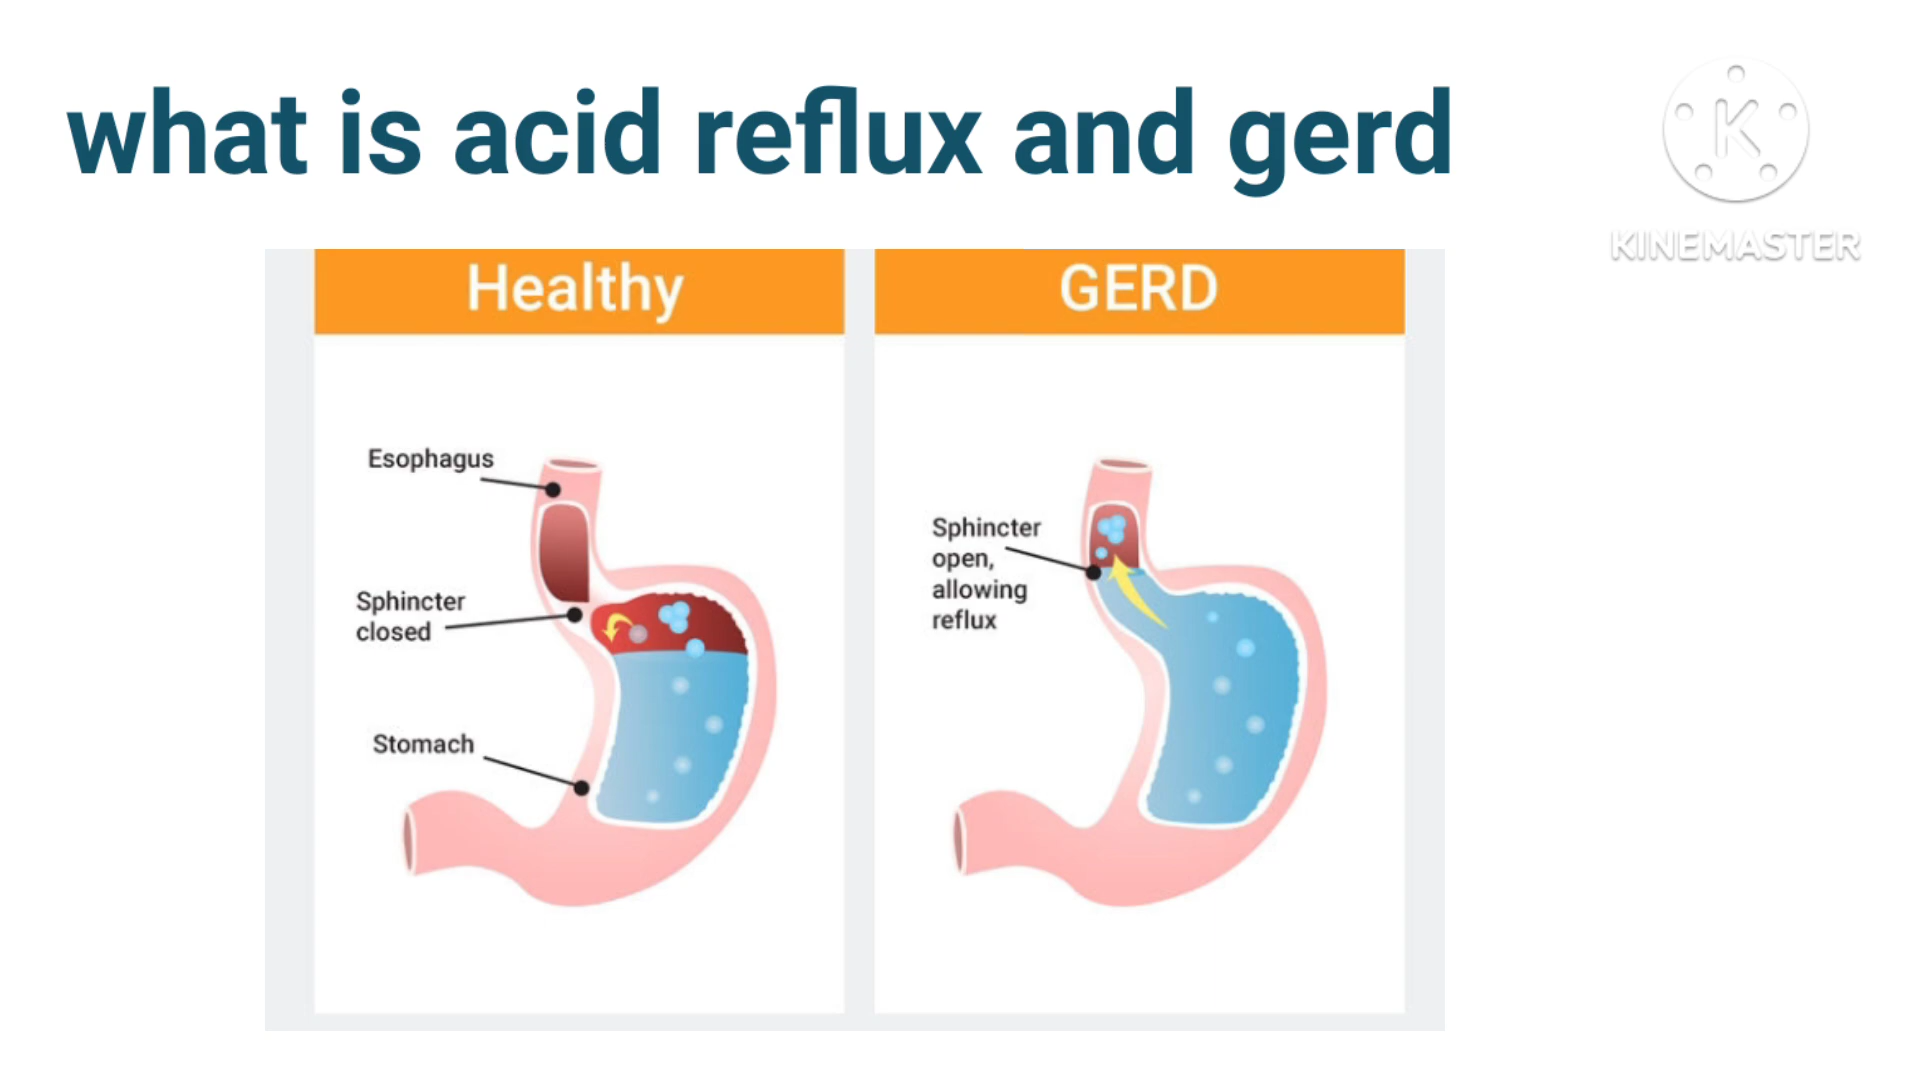 what is acid reflux and gerd
K
KINEMASTER
Healthy
Esophagus
Sphincter
closed
Stomach
GERD
Sphincter
open,
allowing
reflux